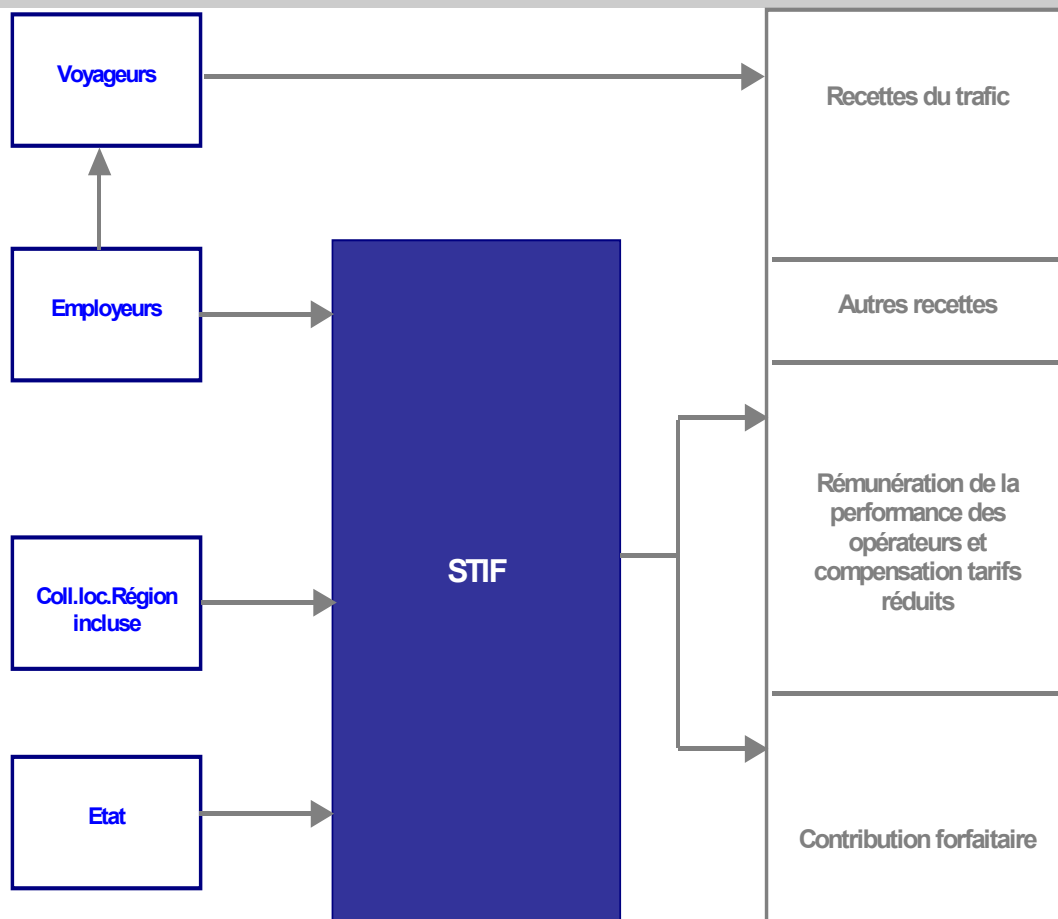 Voyageurs
Recettes du trafic
Employeurs
Autres recettes
Rémunération de la
performance des
opérateurs et
compensation tarifs
réduits
STIF
Coll.loc.Région
incluse
Etat
Contribution forfaitaire